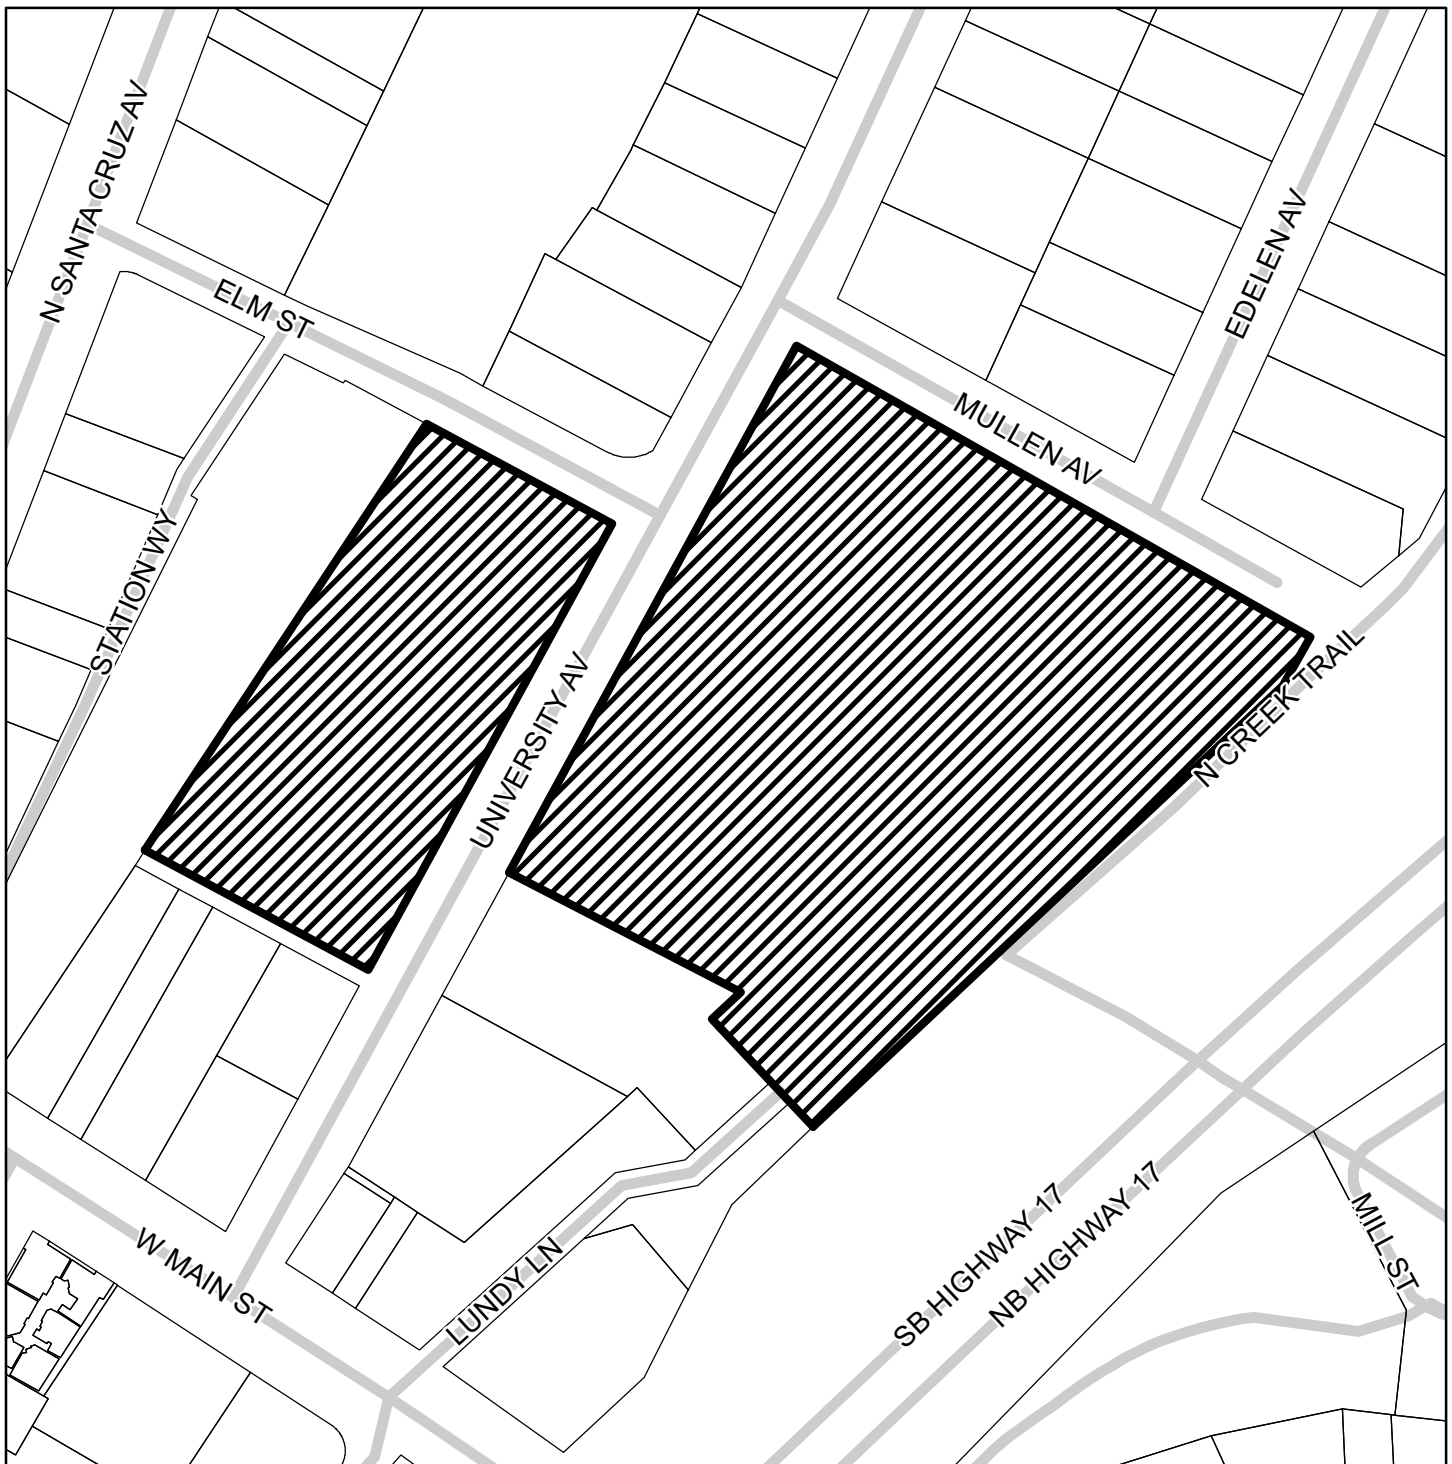 N SANTA CRUZ AV
ELM ST
EDELEN AV
MULLEN AV
STATION WY
UNIVERSITY AV
N CREEK TRAIL
W MAIN ST
LUNDY LN
SB HIGHWAY 17
NB HIGHWAY 17
MILL ST